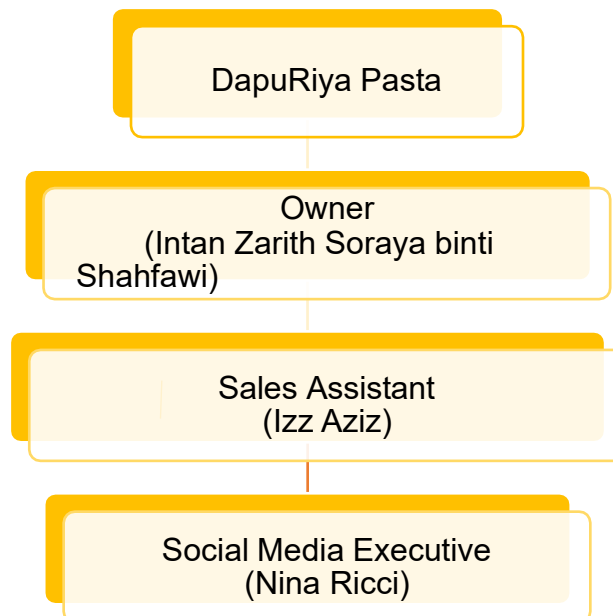 DapuRiya Pasta
Owner
(Intan Zarith Soraya binti
Shahfawi)
Sales Assistant
(Izz Aziz)
Social Media Executive
(Nina Ricci)